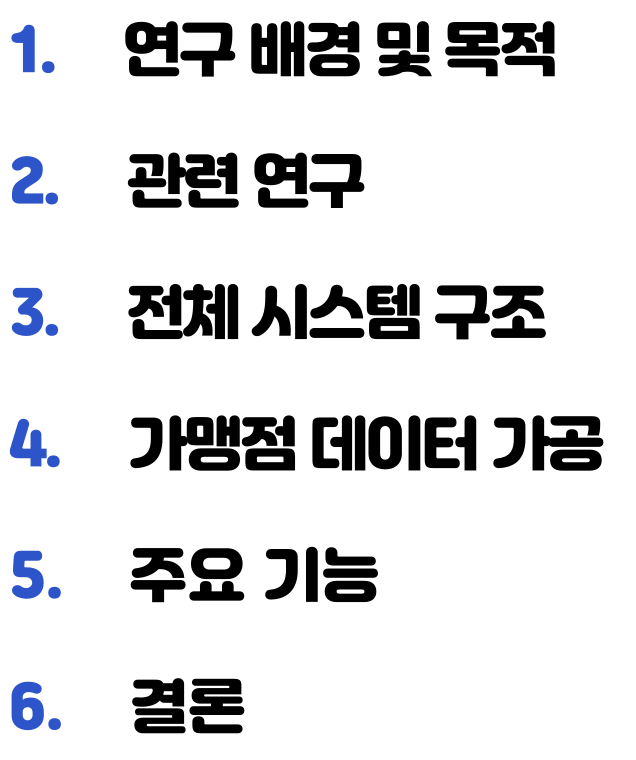 1. 연구 배경 및 목적
2. 관련 연구
3. 전체 시스템 구조
4. 가맹점 데이터 가공
5. 주요 기능
6. 결론